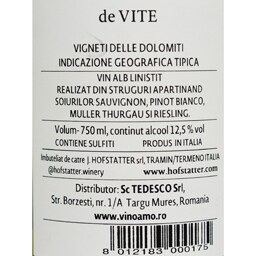 de VITE
VIGNETI DELLE DOLOMITI
INDICAZIONE GEOGRAFICA TIPICA
VIN ALB LINISTIT
REALIZAT DIN STRUGURI APARTINAND
SOIURILOR SAUVIGNON, PINOT BIANCO,
MULLER THURGAU SI RIESLING.
Volum- 750 ml, continut alcool 12,5 % vol
CONTINE SULFITI PRODUS IN ITALIA
Imbuteliat de catre J. HOFSTATTER SRL, TRAMIN/TERMENO ITALIA
@hofstatter.winery www.hofstatter.com
Distributor: Sc TEDESCO Srl,
Str. Borzesti, nr. 1/A Targu Mures, Romania
www.vinoamo.ro
8 012183 000175